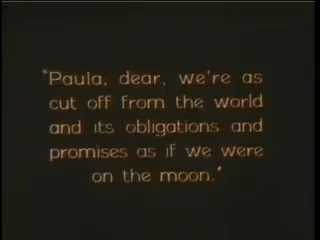 "Paula, dear, we're as
cut off from the world
and its obligations and
promises as if we were
on the moon."